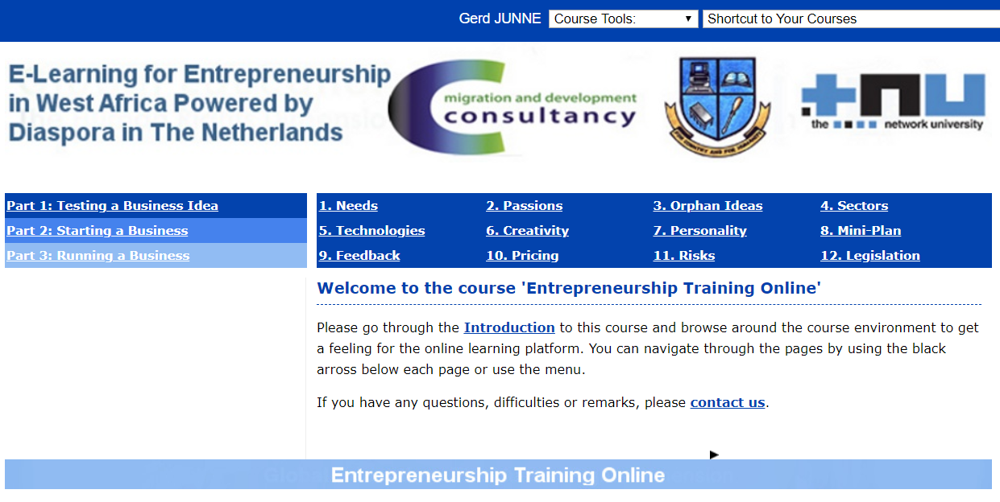 Gerd JUNNE Course Tools: Shortcut to Your Courses
E-Learning for Entrepreneurship
in West Africa Powered by
Diaspora in The Netherlands
migration and development
consultancy
FOR COUNTRY AND FOR HUMANITY
tnu
the network university
Part 1: Testing a Business Idea
Part 2: Starting a Business
Part 3: Running a Business
1. Needs 2. Passions 3. Orphan Ideas 4. Sectors
5. Technologies 6. Creativity 7. Personality 8. Mini-Plan
9. Feedback 10. Pricing 11. Risks 12. Legislation
Welcome to the course 'Entrepreneurship Training Online'
Please go through the Introduction to this course and browse around the course environment to get
a feeling for the online learning platform. You can navigate through the pages by using the black
arross below each page or use the menu.
If you have any questions, difficulties or remarks, please contact us.
Entrepreneurship Training Online